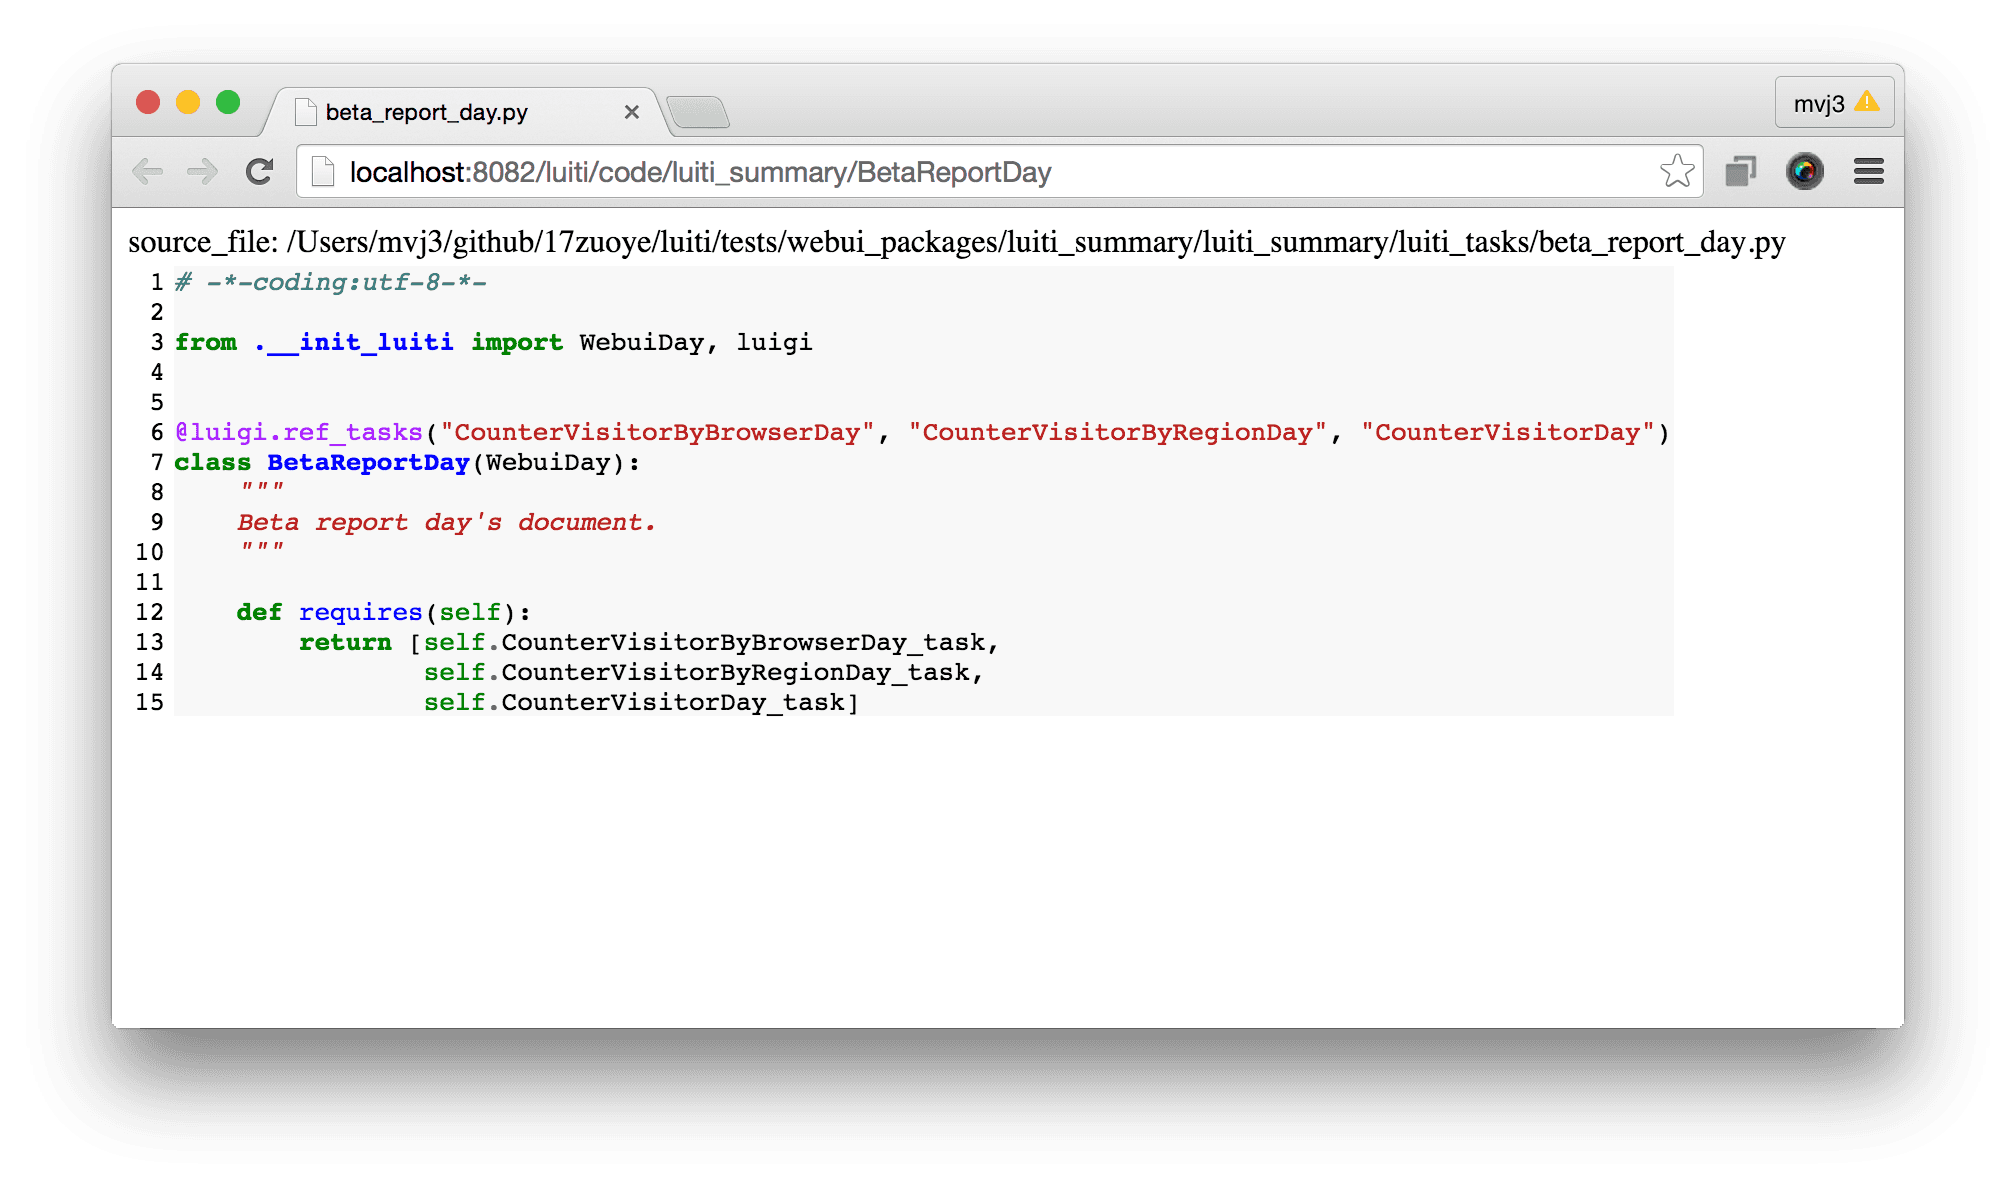 beta_report_day.py
mvj3
localhost:8082/luiti/code/luiti_summary/BetaReportDay
source_file: /Users/mvj3/github/17zuoye/luiti/tests/webui_packages/luiti_summary/luiti_summary/luiti_tasks/beta_report_day.py
1 # -*-coding:utf-8-*-
2
3 from .__init_luiti import WebuiDay, luigi
4
5
6 @luigi.ref_tasks("CounterVisitorByBrowserDay", "CounterVisitorByRegionDay", "CounterVisitorDay")
7 class BetaReportDay(WebuiDay):
8     """
9     Beta report day's document.
10     """
11
12     def requires(self):
13         return [self.CounterVisitorByBrowserDay_task,
14                 self.CounterVisitorByRegionDay_task,
15                 self.CounterVisitorDay_task]